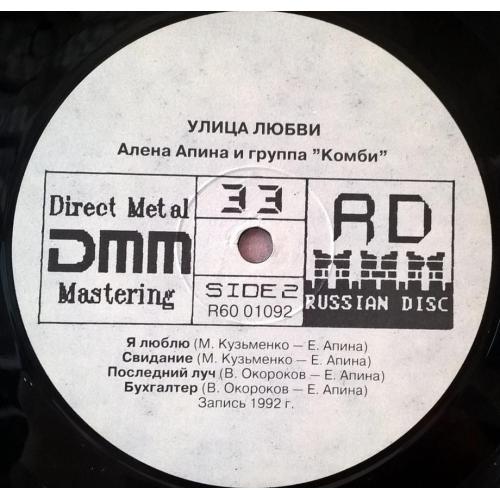 УЛИЦА ЛЮБВИ
Алена Апина и группа "Комби"
Direct Metal
DMM
Mastering
33
SIDE 2
R60 01092
RD
RUSSIAN DISC
Я люблю (М. Кузьменко — Е. Апина)
Свидание (М. Кузьменко — Е. Апина)
Последний луч (В. Окороков — Е. Апина)
Бухгалтер (В. Окороков — Е. Апина)
Запись 1992 г.